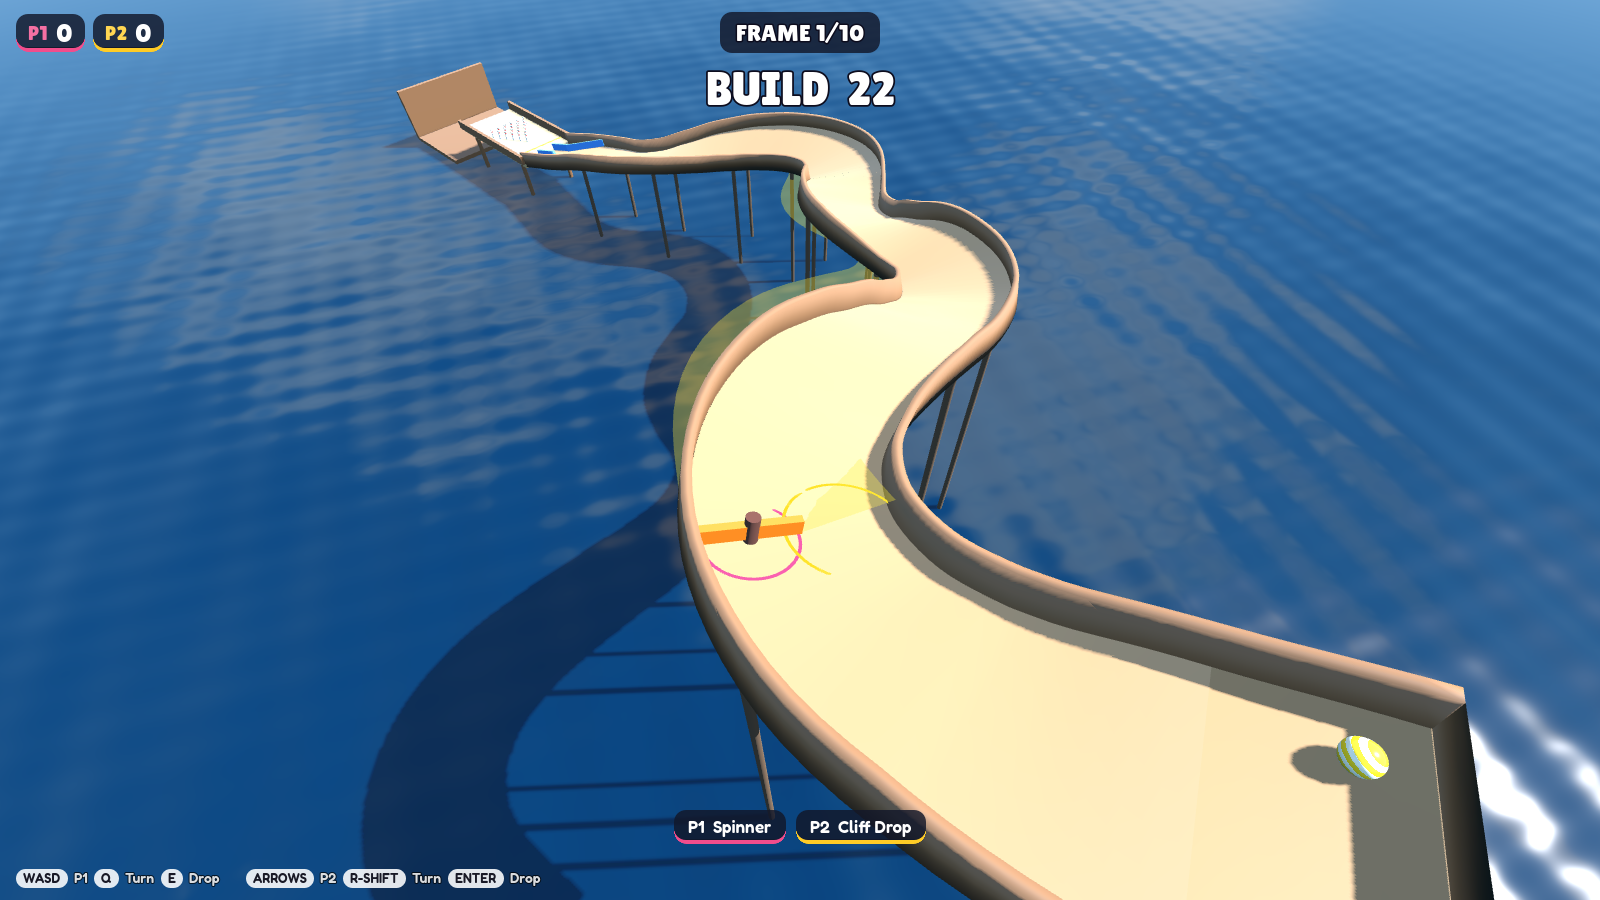 P1 0 P2 0
FRAME 1/10
BUILD 22
P1 Spinner P2 Cliff Drop
WASD P1 Q Turn E Drop ARROWS P2 R-SHIFT Turn ENTER Drop